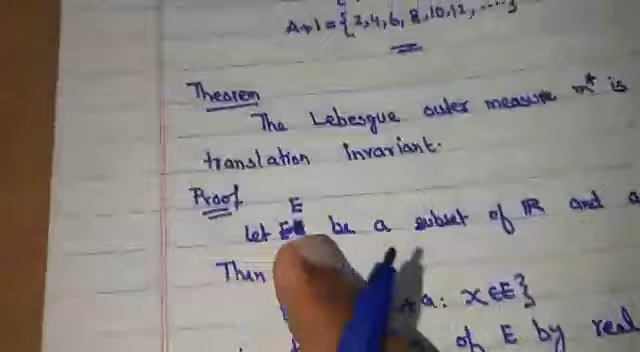 A+1 = {2,4,6,8,10,12, ....}
Theorem
The Lebesgue outer measure m* is
translation invariant.
Proof
E
Let be a subset of ℝ and a
Then
+a : x∈E}
of E by real